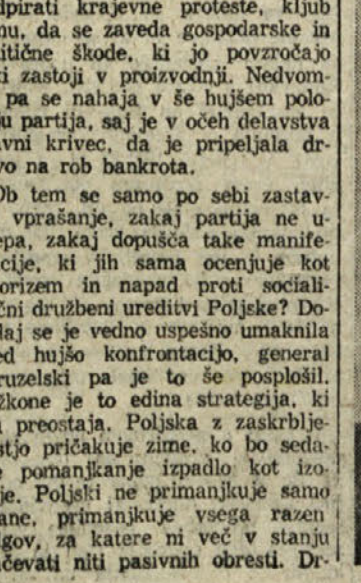 dpirati krajevne proteste, kljub
mu, da se zaveda gospodarske in
litične škode, ki jo povzročajo
ki zastoji v proizvodnji. Nedvom-
pa se nahaja v še hujšem polo-
ju partija, saj je v očeh delavstva
avni krivec, da je pripeljala dr-
vo na rob bankrota.
Ob tem se samo po sebi zastav-
vprašanje, zakaj partija ne u-
epa, zakaj dopušča take manife-
cije, ki jih sama ocenjuje kot
orizem in napad proti sociali-
čni družbeni ureditvi Poljske? Do-
laj se je vedno uspešno umaknila
ed hujšo konfrontacijo, general
ruzelski pa je to še posplošil.
žkone je to edina strategija, ki
preostaja. Poljska z zaskrblje-
stjo pričakuje zime, ko bo seda-
e pomanjkanje izpadlo kot izo-
je. Poljski ne primanjkuje samo
ane, primanjkuje vsega razen
gov, za katere ni več v stanju
ačevati niti pasivnih obresti. Dr-